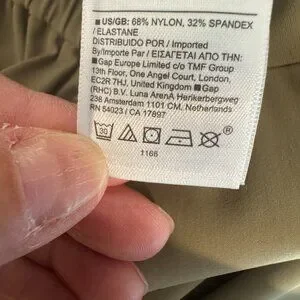 ■ US/GB: 68% NYLON, 32% SPANDEX
/ ELASTANE
DISTRIBUIDO POR / Imported
By/Importe Par / ΕΙΣΑΓΕΤΑΙ ΑΠΟ ΤΗΝ:
■ Gap Europe Limited c/o TMF Group
13th Floor, One Angel Court, London,
EC2R 7HJ, United Kingdom ■ Gap
(RHC) B.V. Luna ArenA Herikerbergweg
238 Amsterdam 1101 CM, Netherlands
RN 54023 / CA 17897
30 ®
1166